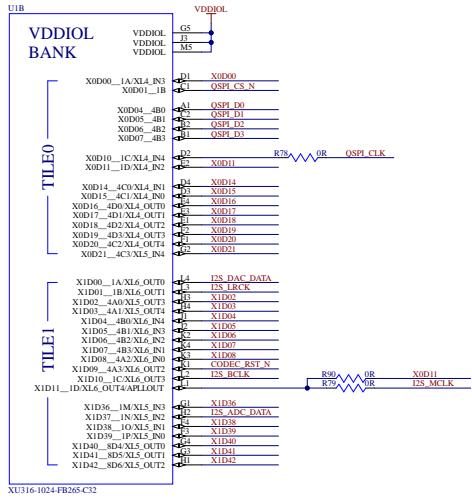 U1B
VDDIOL
VDDIOL
BANK
VDDIOL G5
VDDIOL J3
VDDIOL M5
TILE0
X0D00__1A/XL4_IN3 D1 X0D00
X0D01__1B C1 QSPI_CS_N
X0D04__4B0 A1 QSPI_D0
X0D05__4B1 C2 QSPI_D1
X0D06__4B2 B2 QSPI_D2
X0D07__4B3 B1 QSPI_D3
X0D10__1C/XL4_IN4 D2 R78 0R QSPI_CLK
X0D11__1D/XL4_IN2 E2 X0D11
X0D14__4C0/XL4_IN1 D4 X0D14
X0D15__4C1/XL4_IN0 D3 X0D15
X0D16__4D0/XL4_OUT0 E4 X0D16
X0D17__4D1/XL4_OUT1 E3 X0D17
X0D18__4D2/XL4_OUT2 E1 X0D18
X0D19__4D3/XL4_OUT3 F2 X0D19
X0D20__4C2/XL4_OUT4 F1 X0D20
X0D21__4C3/XL5_IN4 G2 X0D21
TILE1
X1D00__1A/XL6_OUT0 L4 I2S_DAC_DATA
X1D01__1B/XL6_OUT1 L3 I2S_LRCK
X1D02__4A0/XL5_OUT3 H3 X1D02
X1D03__4A1/XL5_OUT4 H4 X1D03
X1D04__4B0/XL6_IN4 J1 X1D04
X1D05__4B1/XL6_IN3 J2 X1D05
X1D06__4B2/XL6_IN2 K2 X1D06
X1D07__4B3/XL6_IN1 K4 X1D07
X1D08__4A2/XL6_IN0 K3 X1D08
X1D09__4A3/XL6_OUT2 K1 CODEC_RST_N
X1D10__1C/XL6_OUT3 L2 I2S_BCLK
X1D11__1D/XL6_OUT4/APLLOUT L1 R90 0R X0D11
R79 0R I2S_MCLK
X1D36__1M/XL5_IN3 G1 X1D36
X1D37__1N/XL5_IN2 H2 I2S_ADC_DATA
X1D38__1O/XL5_IN1 F4 X1D38
X1D39__1P/XL5_IN0 F3 X1D39
X1D40__8D4/XL5_OUT0 G4 X1D40
X1D41__8D5/XL5_OUT1 G3 X1D41
X1D42__8D6/XL5_OUT2 H1 X1D42
XU316-1024-FB265-C32